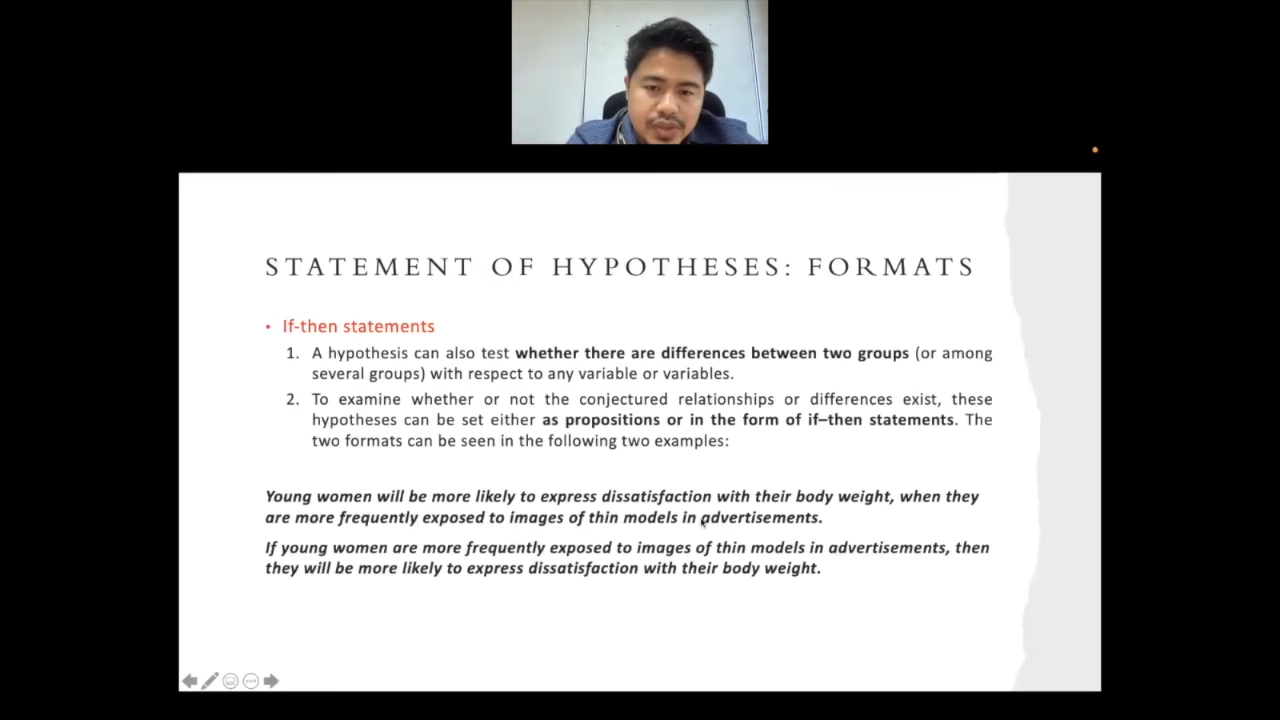 STATEMENT OF HYPOTHESES: FORMATS
• If-then statements
1. A hypothesis can also test whether there are differences between two groups (or among
several groups) with respect to any variable or variables.
2. To examine whether or not the conjectured relationships or differences exist, these
hypotheses can be set either as propositions or in the form of if–then statements. The
two formats can be seen in the following two examples:
Young women will be more likely to express dissatisfaction with their body weight, when they
are more frequently exposed to images of thin models in advertisements.
If young women are more frequently exposed to images of thin models in advertisements, then
they will be more likely to express dissatisfaction with their body weight.